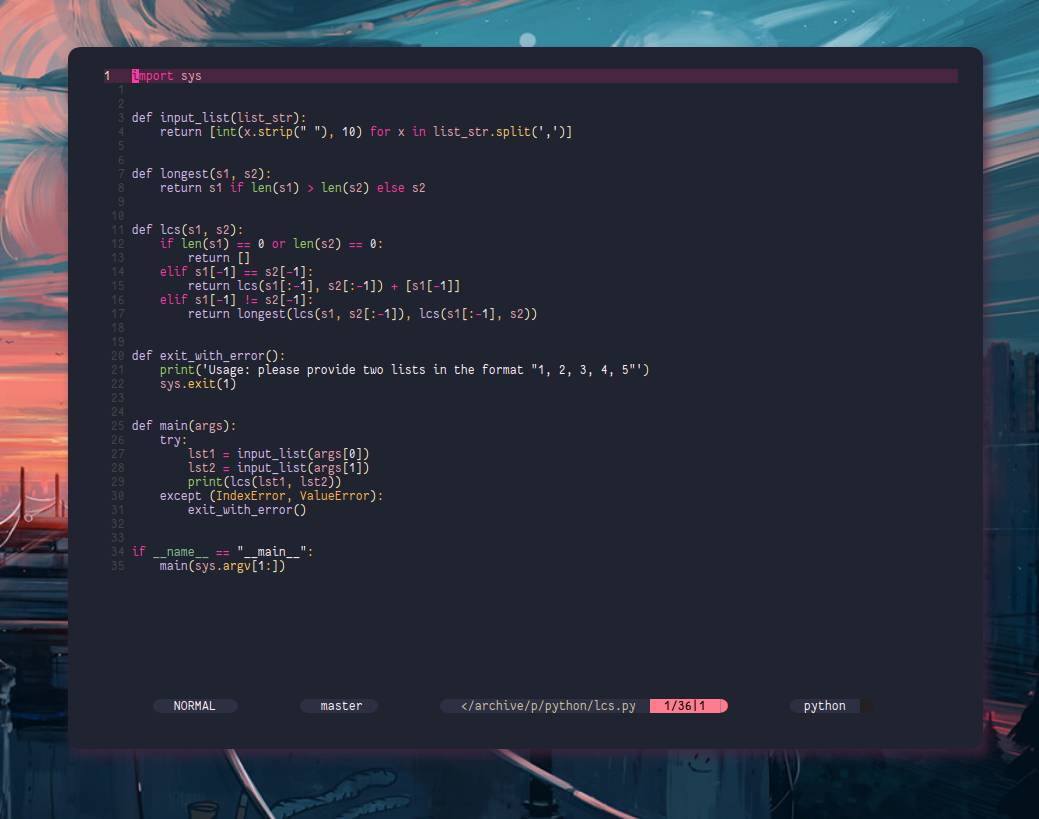 1 import sys
1
2
3 def input_list(list_str):
4     return [int(x.strip(" "), 10) for x in list_str.split(',')]
5
6
7 def longest(s1, s2):
8     return s1 if len(s1) > len(s2) else s2
9
10
11 def lcs(s1, s2):
12     if len(s1) == 0 or len(s2) == 0:
13         return []
14     elif s1[-1] == s2[-1]:
15         return lcs(s1[:-1], s2[:-1]) + [s1[-1]]
16     elif s1[-1] != s2[-1]:
17         return longest(lcs(s1, s2[:-1]), lcs(s1[:-1], s2))
18
19
20 def exit_with_error():
21     print('Usage: please provide two lists in the format "1, 2, 3, 4, 5"')
22     sys.exit(1)
23
24
25 def main(args):
26     try:
27         lst1 = input_list(args[0])
28         lst2 = input_list(args[1])
29         print(lcs(lst1, lst2))
30     except (IndexError, ValueError):
31         exit_with_error()
32
33
34 if __name__ == "__main__":
35     main(sys.argv[1:])
NORMAL master </archive/p/python/lcs.py 1/36|1 python